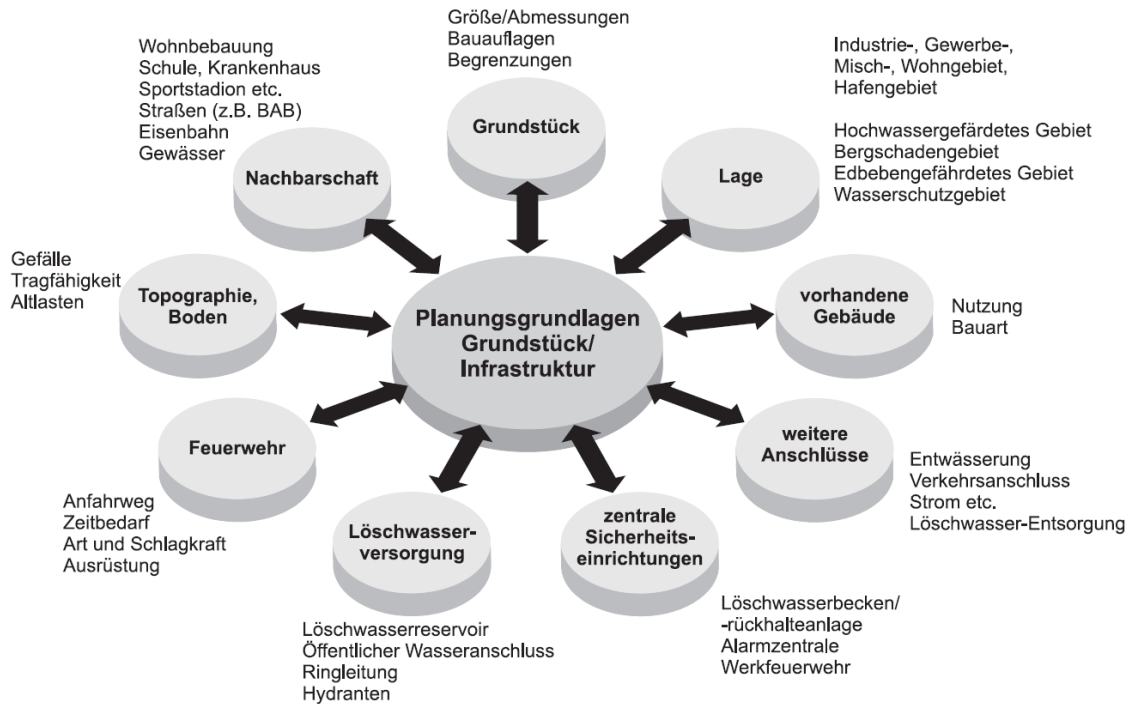 Größe/Abmessungen
Bauauflagen
Begrenzungen
Grundstück
Industrie-, Gewerbe-,
Misch-, Wohngebiet,
Hafengebiet
Hochwassergefärdetes Gebiet
Bergschadengebiet
Edbebengefährdetes Gebiet
Wasserschutzgebiet
Lage
vorhandene
Gebäude
Nutzung
Bauart
weitere
Anschlüsse
Entwässerung
Verkehrsanschluss
Strom etc.
Löschwasser-Entsorgung
zentrale
Sicherheits-
einrichtungen
Löschwasserbecken/
-rückhalteanlage
Alarmzentrale
Werkfeuerwehr
Löschwasser-
versorgung
Löschwasserreservoir
Öffentlicher Wasseranschluss
Ringleitung
Hydranten
Feuerwehr
Anfahrweg
Zeitbedarf
Art und Schlagkraft
Ausrüstung
Topographie,
Boden
Gefälle
Tragfähigkeit
Altlasten
Nachbarschaft
Wohnbebauung
Schule, Krankenhaus
Sportstadion etc.
Straßen (z.B. BAB)
Eisenbahn
Gewässer
Planungsgrundlagen
Grundstück/
Infrastruktur